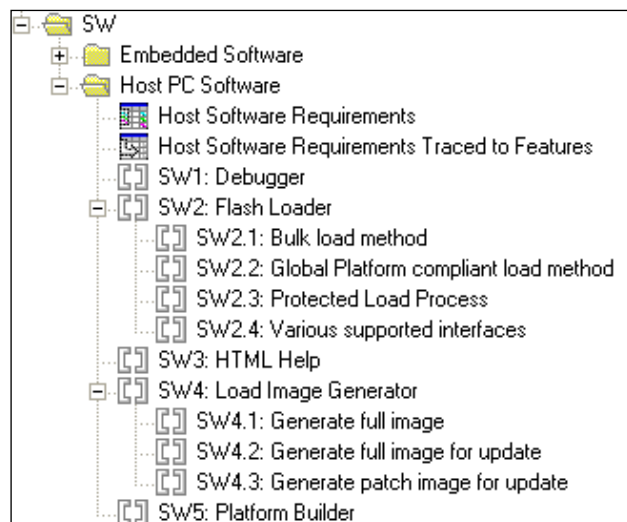 SW
Embedded Software
Host PC Software
Host Software Requirements
Host Software Requirements Traced to Features
SW1: Debugger
SW2: Flash Loader
SW2.1: Bulk load method
SW2.2: Global Platform compliant load method
SW2.3: Protected Load Process
SW2.4: Various supported interfaces
SW3: HTML Help
SW4: Load Image Generator
SW4.1: Generate full image
SW4.2: Generate full image for update
SW4.3: Generate patch image for update
SW5: Platform Builder